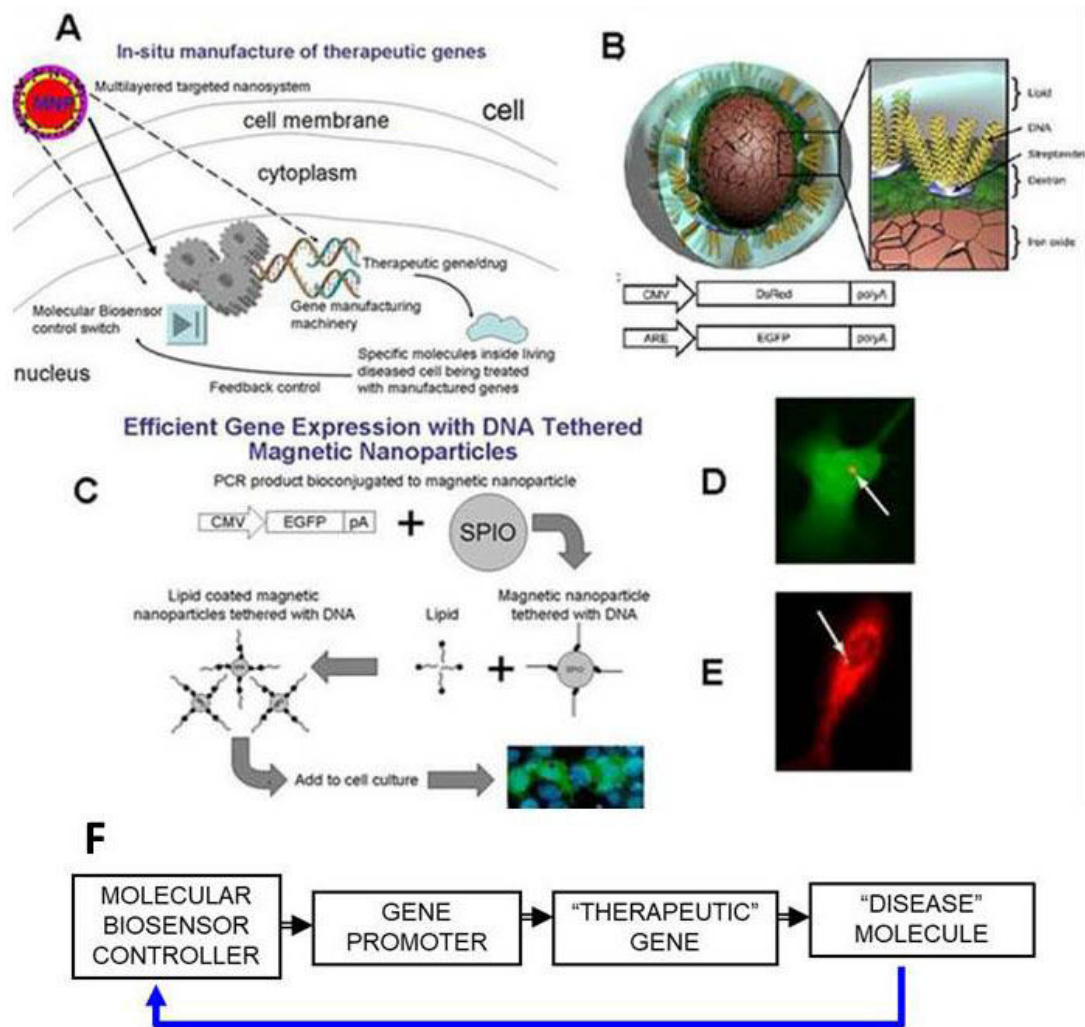 A
In-situ manufacture of therapeutic genes
MNP
Multilayered targeted nanosystem
cell
cell membrane
cytoplasm
Therapeutic gene/drug
Gene manufacturing
machinery
Molecular Biosensor
control switch
Specific molecules inside living
diseased cell being treated
with manufactured genes
Feedback control
nucleus
B
Lipid
DNA
Dextran
Iron oxide
CMV DsRed polyA
ARE EGFP polyA
Efficient Gene Expression with DNA Tethered
Magnetic Nanoparticles
C
PCR product bioconjugated to magnetic nanoparticle
CMV EGFP pA + SPIO
Lipid coated magnetic
nanoparticles tethered with DNA
Lipid
+
Magnetic nanoparticle
tethered with DNA
SPIO
Add to cell culture
D
E
F
MOLECULAR
BIOSENSOR
CONTROLLER
GENE
PROMOTER
“THERAPEUTIC”
GENE
“DISEASE”
MOLECULE